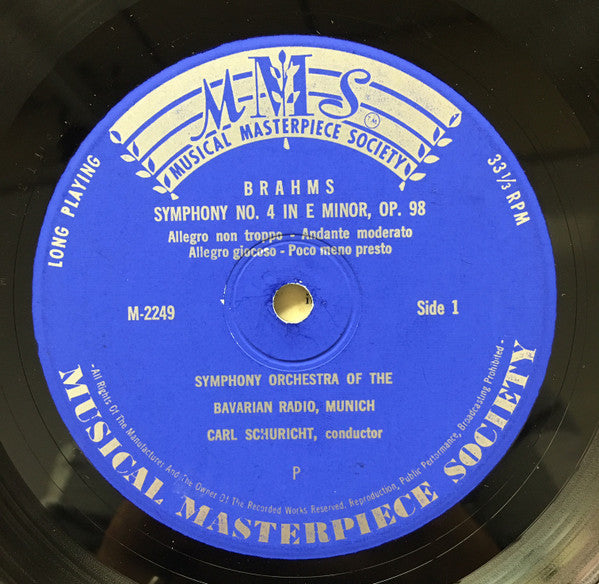 MMS
TM
MUSICAL MASTERPIECE SOCIETY
LONG PLAYING
33 1/3 RPM
BRAHMS
SYMPHONY NO. 4 IN E MINOR, OP. 98
Allegro non troppo - Andante moderato
Allegro giocoso - Poco meno presto
M-2249
Side 1
SYMPHONY ORCHESTRA OF THE
BAVARIAN RADIO, MUNICH
CARL SCHURICHT, conductor
P
- All Rights Of The Manufacturer And The Owner Of The Recorded Works Reserved. Reproduction, Public Performance, Broadcasting Prohibited -
MUSICAL MASTERPIECE SOCIETY